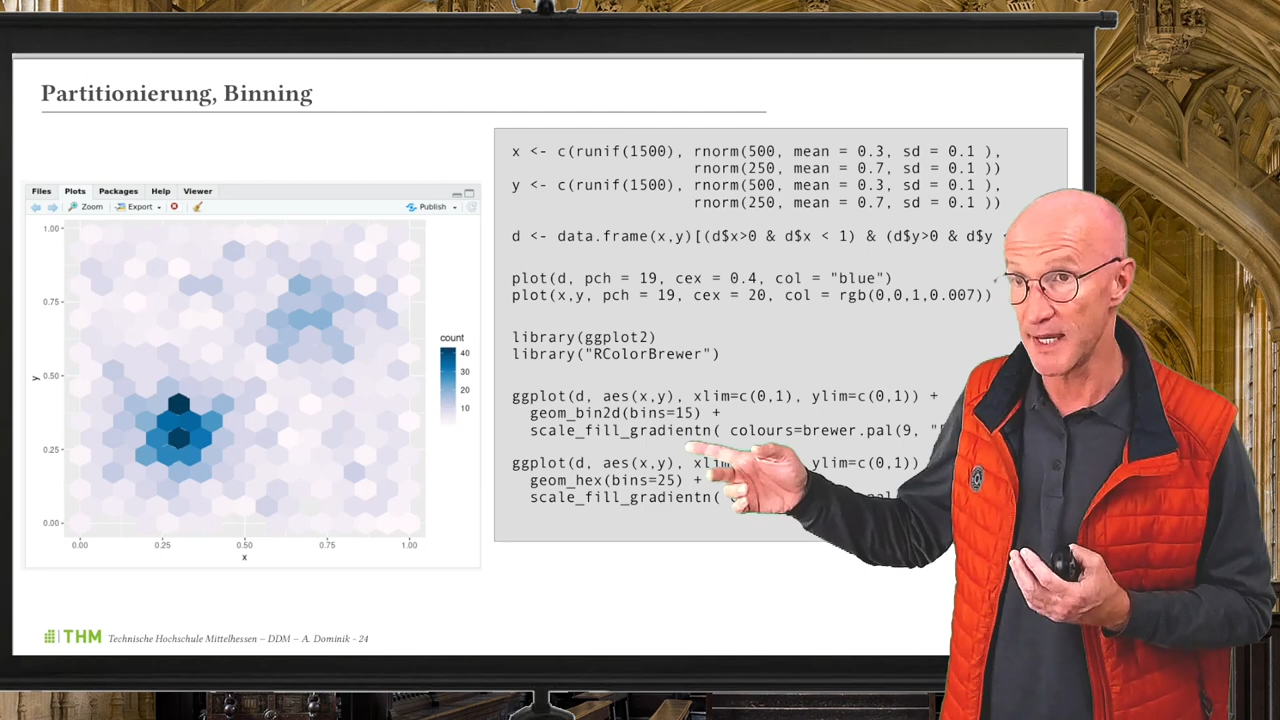 Partitionierung, Binning
Files Plots Packages Help Viewer
Zoom Export Publish
1.00
0.75
0.50
0.25
0.00
y
0.00 0.25 0.50 0.75 1.00
x
count
40
30
20
10
x <- c(runif(1500), rnorm(500, mean = 0.3, sd = 0.1 ),
rnorm(250, mean = 0.7, sd = 0.1 ))
y <- c(runif(1500), rnorm(500, mean = 0.3, sd = 0.1 ),
rnorm(250, mean = 0.7, sd = 0.1 ))
d <- data.frame(x,y)[(d$x>0 & d$x < 1) & (d$y>0 & d$y
plot(d, pch = 19, cex = 0.4, col = "blue")
plot(x,y, pch = 19, cex = 20, col = rgb(0,0,1,0.007))
library(ggplot2)
library("RColorBrewer")
ggplot(d, aes(x,y), xlim=c(0,1), ylim=c(0,1)) +
geom_bin2d(bins=15) +
scale_fill_gradientn( colours=brewer.pal(9, "
ggplot(d, aes(x,y), ylim=c(0,1))
geom_hex(bins=25) +
scale_fill_gradientn(
THM Technische Hochschule Mittelhessen – DDM – A. Dominik - 24